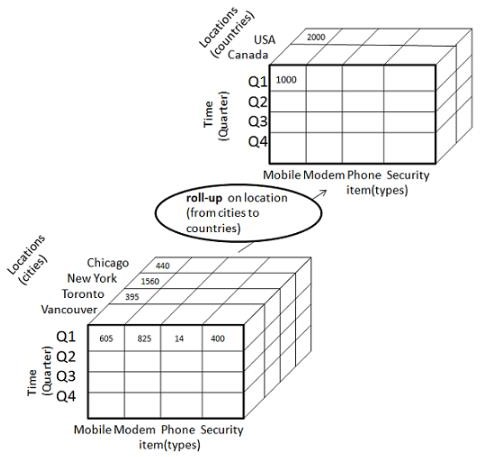 Locations
(countries)
USA
Canada
2000
Time
(Quarter)
Q1
Q2
Q3
Q4
1000
Mobile Modem Phone Security
item(types)
roll-up on location
(from cities to
countries)
Locations
(cities)
Chicago
New York
Toronto
Vancouver
440
1560
395
Time
(Quarter)
Q1
Q2
Q3
Q4
605 825 14 400
Mobile Modem Phone Security
item(types)